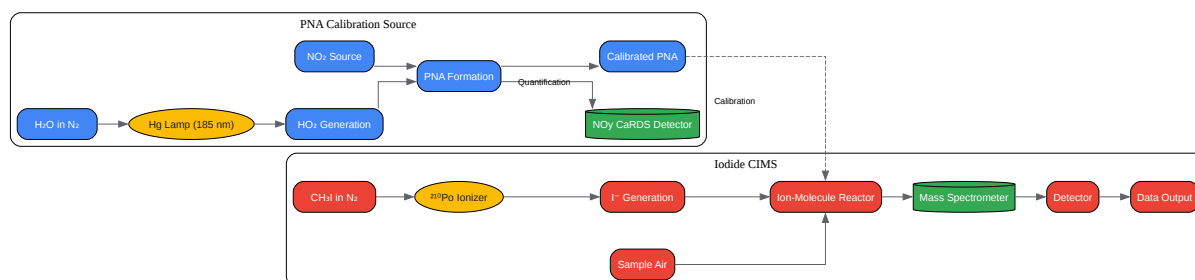 PNA Calibration Source
NO₂ Source
Calibrated PNA
PNA Formation
Quantification
Calibration
H₂O in N₂
Hg Lamp (185 nm)
HO₂ Generation
NOy CaRDS Detector
Iodide CIMS
CH₃I in N₂
²¹⁰Po Ionizer
I⁻ Generation
Ion-Molecule Reactor
Mass Spectrometer
Detector
Data Output
Sample Air